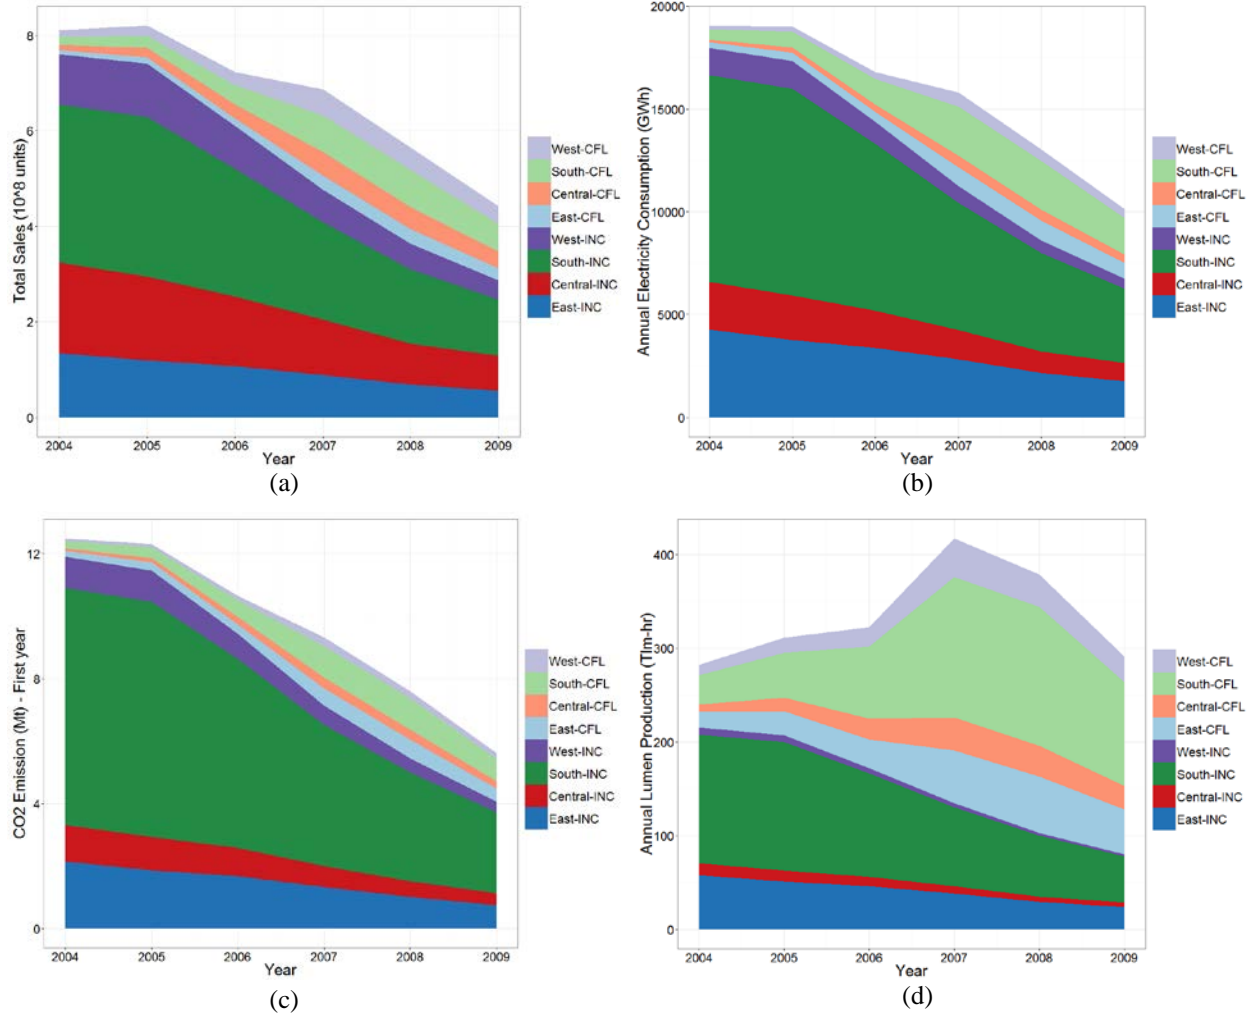 Total Sales (10^8 units)
8
6
4
2
0
2004 2005 2006 2007 2008 2009
Year
West-CFL
South-CFL
Central-CFL
East-CFL
West-INC
South-INC
Central-INC
East-INC
(a)
Annual Electricity Consumption (GWh)
20000
15000
10000
5000
0
2004 2005 2006 2007 2008 2009
Year
West-CFL
South-CFL
Central-CFL
East-CFL
West-INC
South-INC
Central-INC
East-INC
(b)
CO2 Emission (Mt) - First year
12
8
4
0
2004 2005 2006 2007 2008 2009
Year
West-CFL
South-CFL
Central-CFL
East-CFL
West-INC
South-INC
Central-INC
East-INC
(c)
Annual Lumen Production (Tlm-hr)
400
300
200
100
0
2004 2005 2006 2007 2008 2009
Year
West-CFL
South-CFL
Central-CFL
East-CFL
West-INC
South-INC
Central-INC
East-INC
(d)